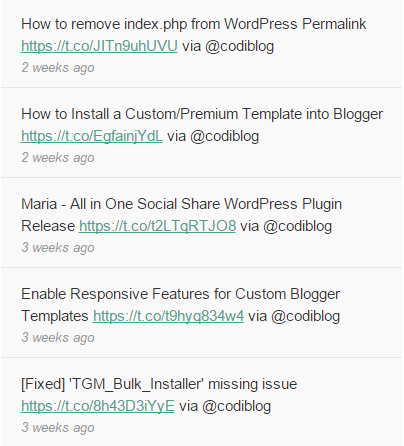 How to remove index.php from WordPress Permalink
https://t.co/JITn9uhUVU via @codiblog
2 weeks ago
How to Install a Custom/Premium Template into Blogger
https://t.co/EgfainjYdL via @codiblog
2 weeks ago
Maria - All in One Social Share WordPress Plugin
Release https://t.co/t2LTqRTJO8 via @codiblog
3 weeks ago
Enable Responsive Features for Custom Blogger
Templates https://t.co/t9hyq834w4 via @codiblog
3 weeks ago
[Fixed] 'TGM_Bulk_Installer' missing issue
https://t.co/8h43D3iYyE via @codiblog
3 weeks ago